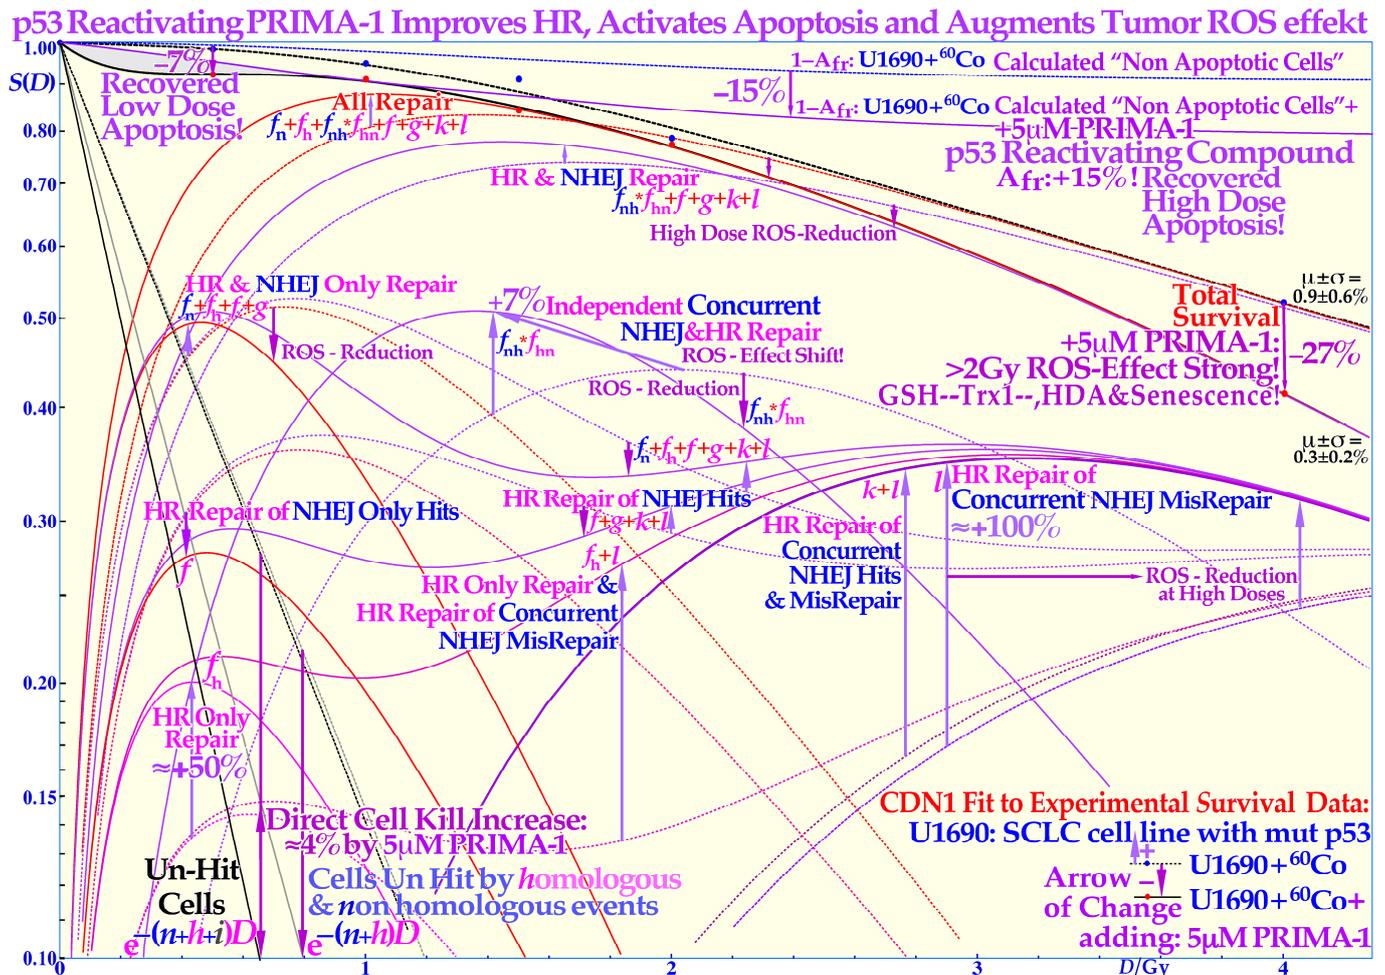 p53 Reactivating PRIMA-1 Improves HR, Activates Apoptosis and Augments Tumor ROS effekt
1.00
S(D)
0.80
0.70
0.60
0.50
0.40
0.30
0.20
0.15
0.10
–7%
Recovered
Low Dose
Apoptosis!
1–Afr: U1690+60Co Calculated “Non Apoptotic Cells”
–15%
1–Afr: U1690+60Co Calculated “Non Apoptotic Cells”+
+5µM-PRIMA-1
p53 Reactivating Compound
Afr:+15%! Recovered
High Dose
Apoptosis!
All Repair
fn+fh+fnh*fhn+f+g+k+l
HR & NHEJ Repair
fnh*fhn+f+g+k+l
High Dose ROS-Reduction
HR & NHEJ Only Repair
fn+fh+f+g
ROS - Reduction
+7% Independent Concurrent
NHEJ&HR Repair
fnh*fhn
ROS - Effect Shift!
ROS - Reduction
fnh*fhn
µ±σ=
0.9±0.6%
Total
Survival
+5µM PRIMA-1:
–27%
>2Gy ROS-Effect Strong!
GSH--Trx1--,HDA&Senescence!
µ±σ=
0.3±0.2%
fn+fh+f+g+k+l
HR Repair of NHEJ Hits
f+g+k+l
HR Repair of NHEJ Only Hits
f
fh+l
HR Only Repair &
HR Repair of Concurrent
NHEJ MisRepair
k+l
HR Repair of
Concurrent
NHEJ Hits
& MisRepair
l
HR Repair of
Concurrent NHEJ MisRepair
≈+100%
ROS - Reduction
at High Doses
fh
HR Only
Repair
≈+50%
Direct Cell Kill Increase:
≈4% by 5µM PRIMA-1
Un-Hit
Cells
e–(n+h+i)D
Cells Un Hit by homologous
& non homologous events
e–(n+h)D
CDN1 Fit to Experimental Survival Data:
U1690: SCLC cell line with mut p53
+
U1690+60Co
Arrow –
of Change
U1690+60Co+
adding: 5µM PRIMA-1
0
1
2
3
D/Gy
4